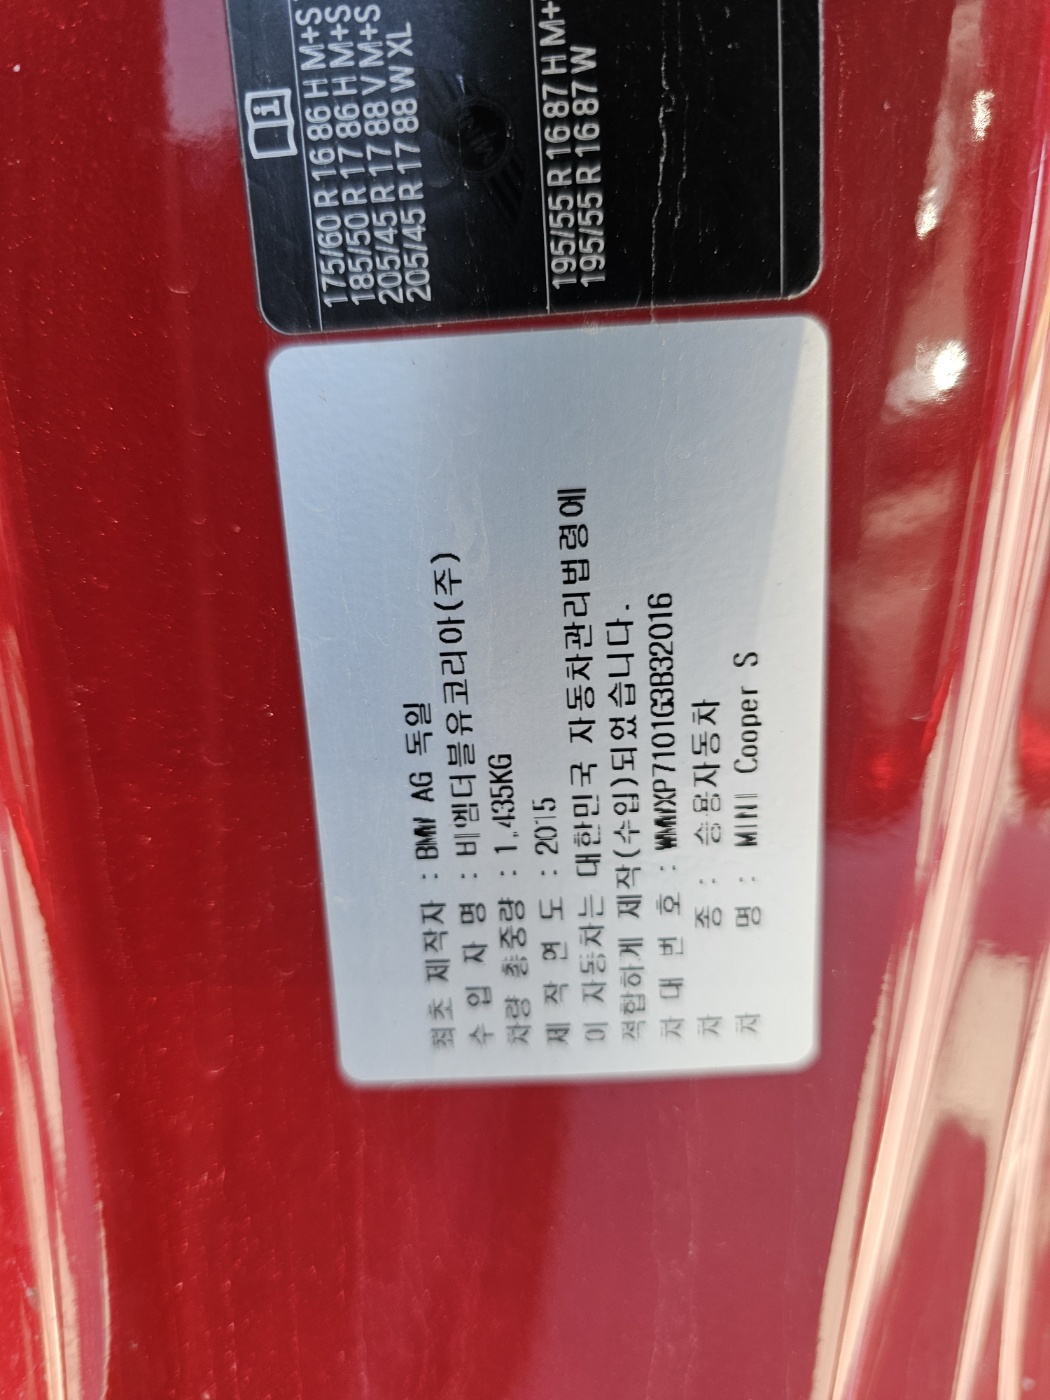 최초 제작자 : BMW AG 독일
수 입 자 명 : 비엠더블유코리아(주)
차량 총중량 : 1,435KG
제 작 연 도 : 2015
이 자동차는 대한민국 자동차관리법령에
적합하게 제작(수입)되었습니다.
차 대 번 호 : WMWXP7101G3B32016
차 종 : 승용자동차
차 명 : MINI Cooper S
175/60 R 16 86 H M+S
185/50 R 17 86 H M+S
205/45 R 17 88 V M+S
205/45 R 17 88 W XL
195/55 R 16 87 H M+
195/55 R 16 87 W
MINI